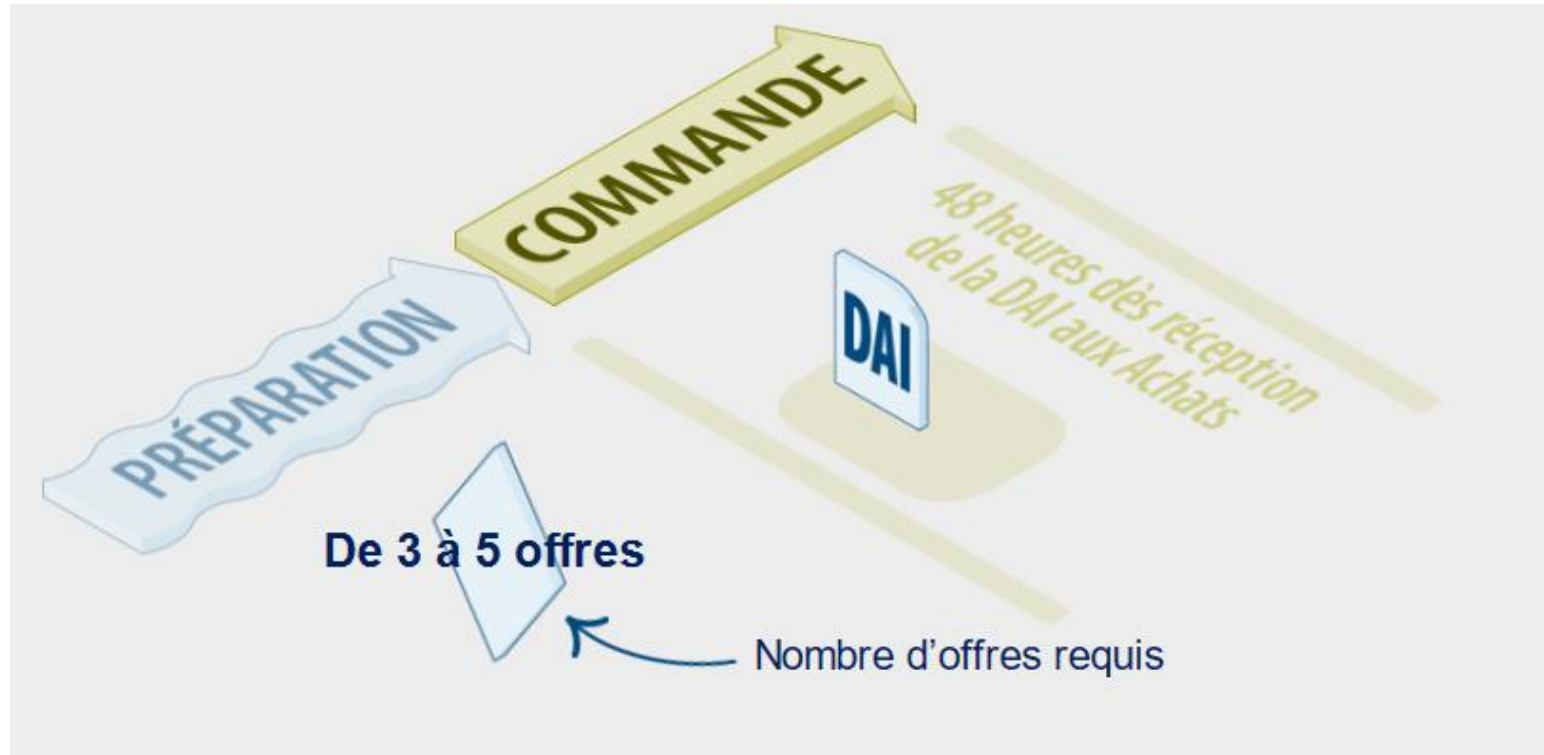 COMMANDE
48 heures dès réception
de la DAI aux Achats
DAI
PRÉPARATION
De 3 à 5 offres
Nombre d'offres requis